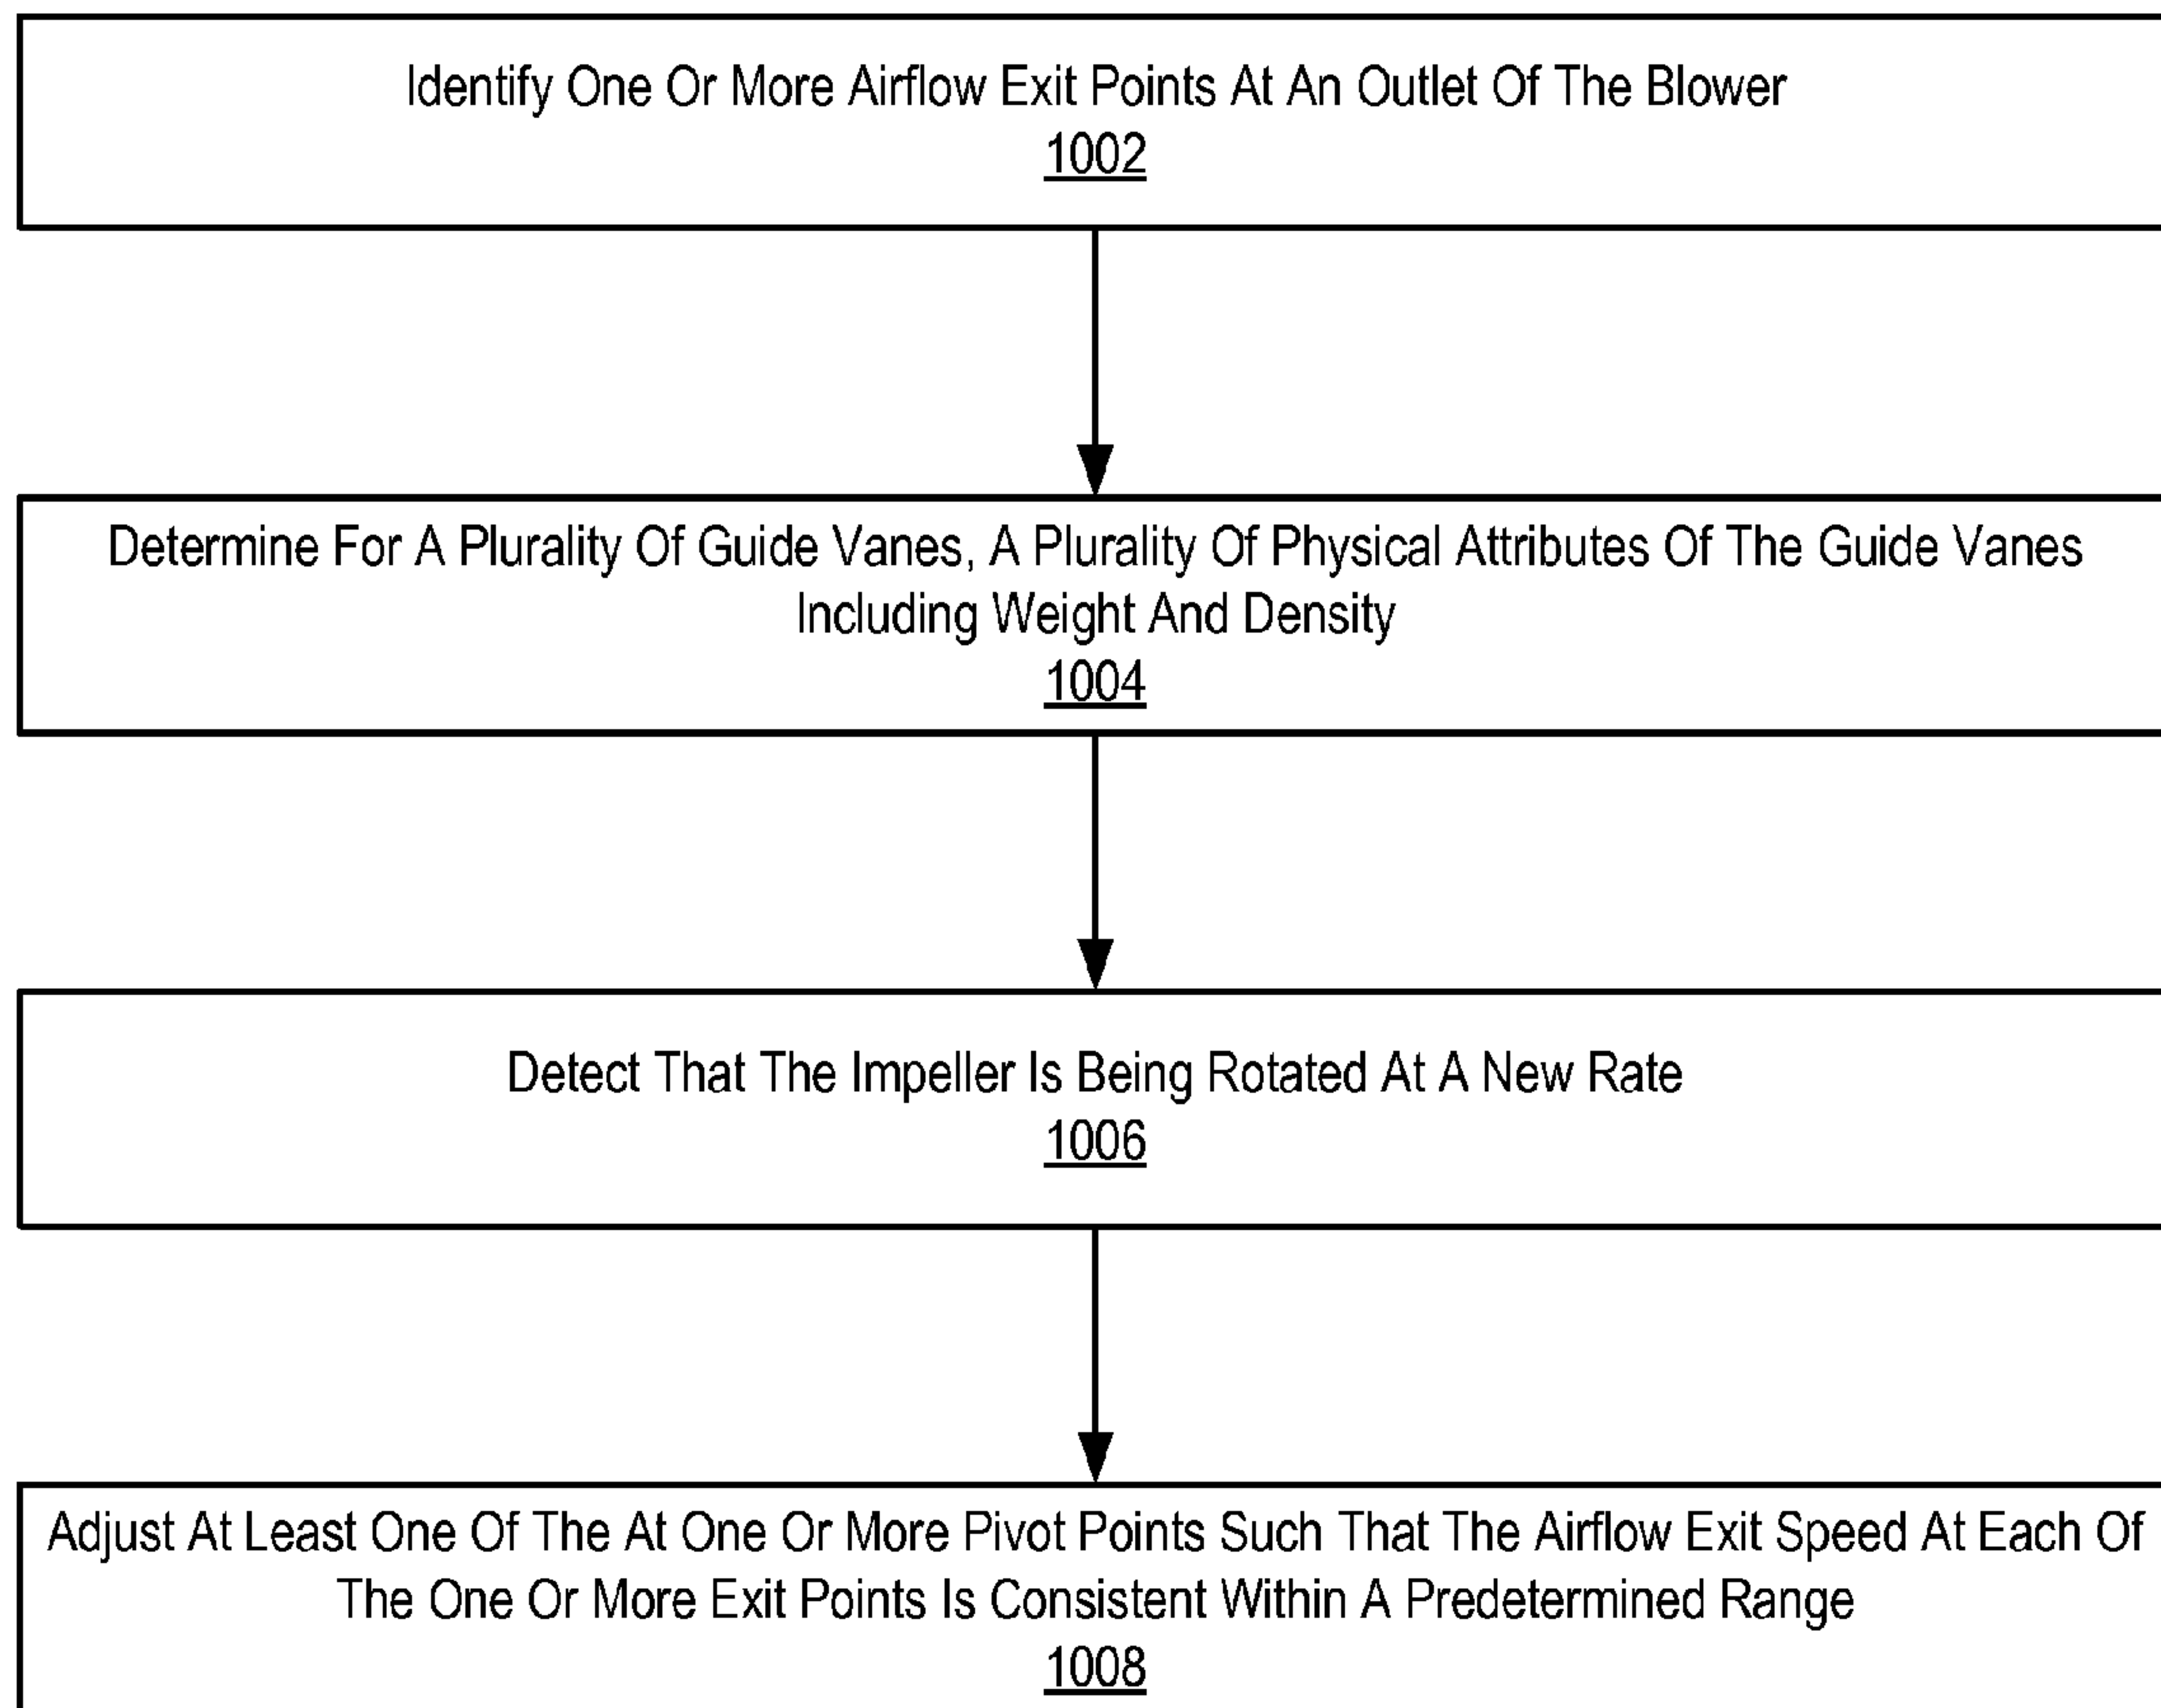 Identify One Or More Airflow Exit Points At An Outlet Of The Blower
1002
Determine For A Plurality Of Guide Vanes, A Plurality Of Physical Attributes Of The Guide Vanes
Including Weight And Density
1004
Detect That The Impeller Is Being Rotated At A New Rate
1006
Adjust At Least One Of The At One Or More Pivot Points Such That The Airflow Exit Speed At Each Of
The One Or More Exit Points Is Consistent Within A Predetermined Range
1008